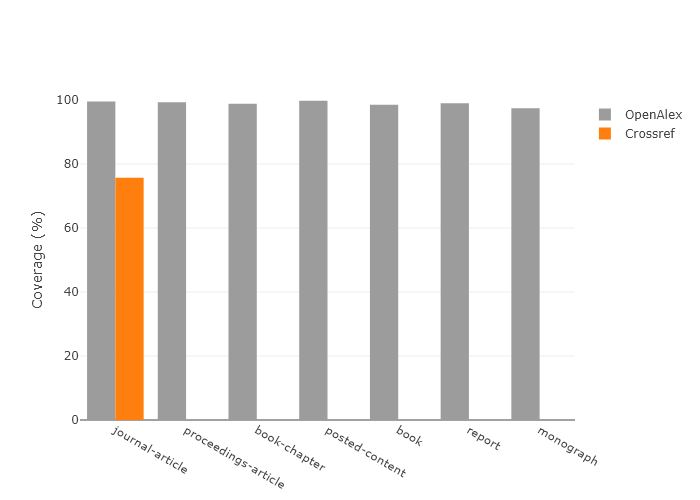 100
80
60
40
20
0
Coverage (%)
journal-article
proceedings-article
book-chapter
posted-content
book
report
monograph
OpenAlex
Crossref